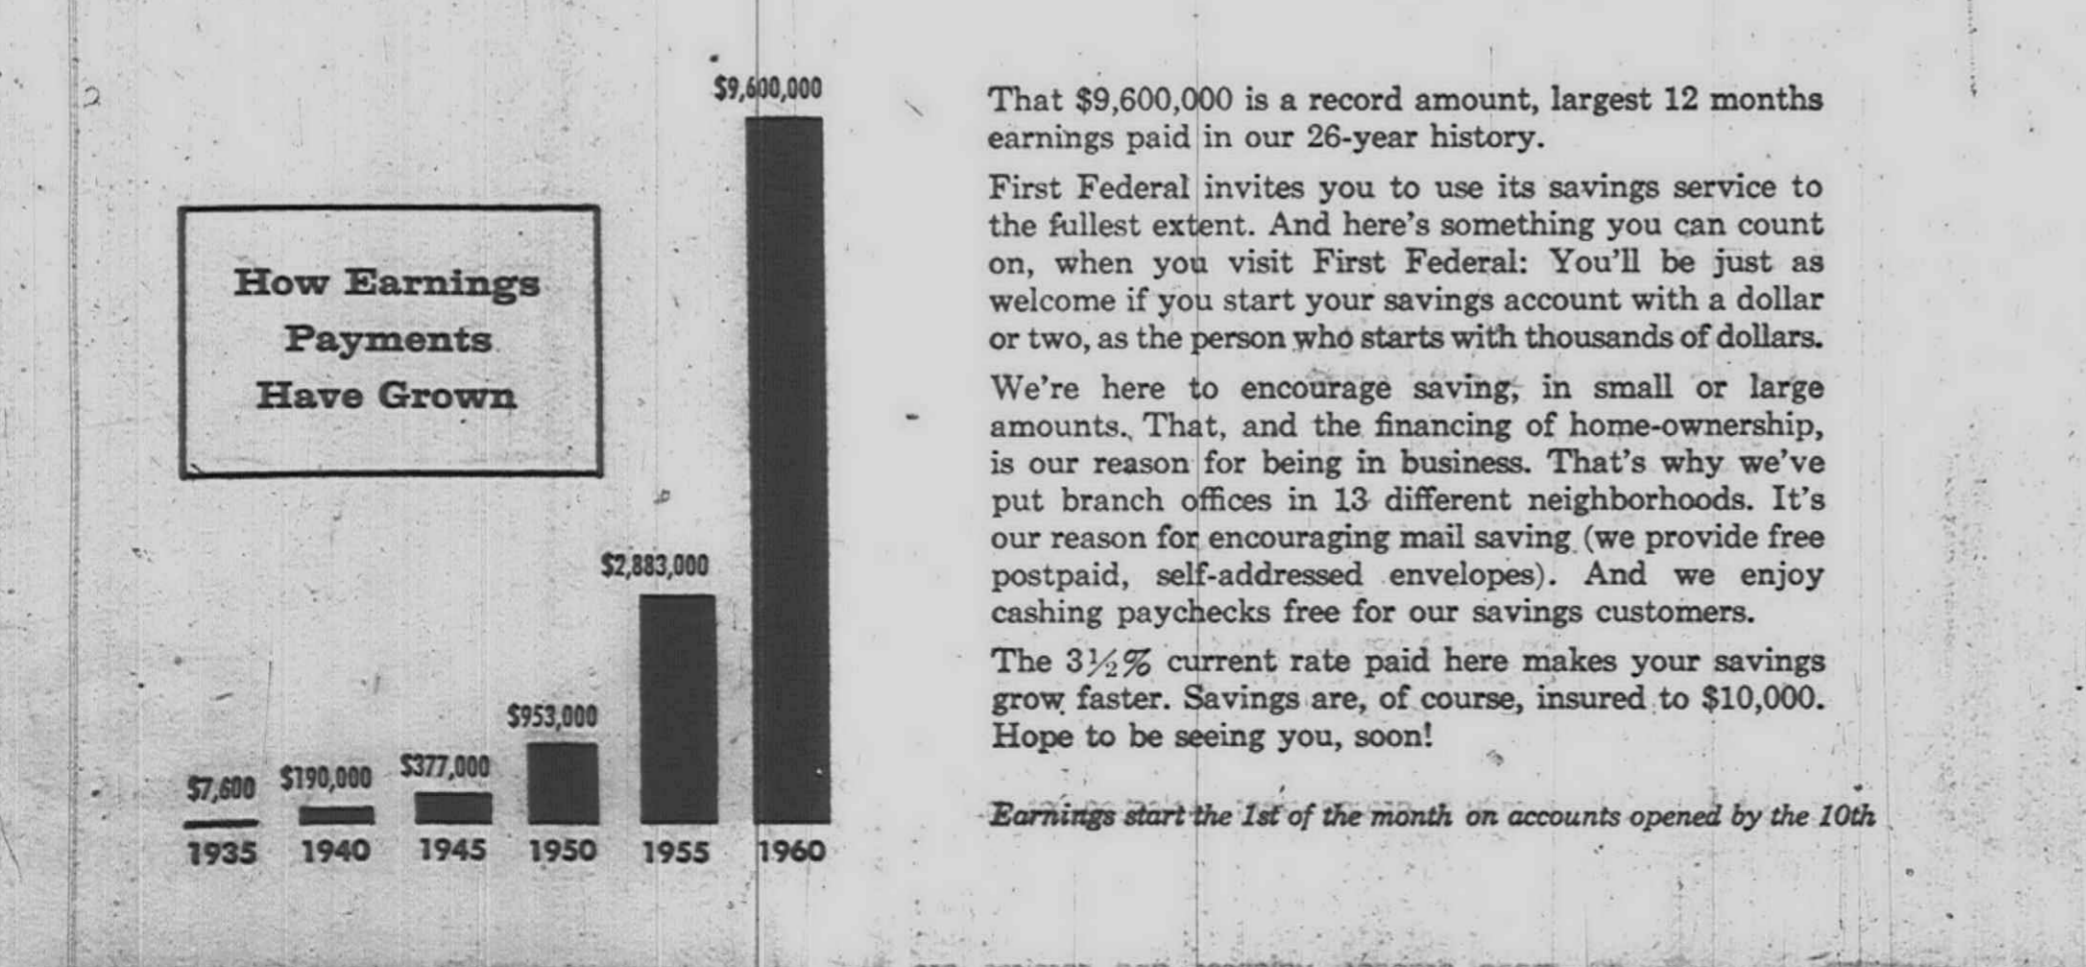 How Earnings
Payments
Have Grown
$7,600
$190,000
$377,000
$953,000
$2,883,000
$9,600,000
1935
1940
1945
1950
1955
1960
That $9,600,000 is a record amount, largest 12 months
earnings paid in our 26-year history.
First Federal invites you to use its savings service to
the fullest extent. And here's something you can count
on, when you visit First Federal: You'll be just as
welcome if you start your savings account with a dollar
or two, as the person who starts with thousands of dollars.
We're here to encourage saving, in small or large
amounts. That, and the financing of home-ownership,
is our reason for being in business. That's why we've
put branch offices in 13 different neighborhoods. It's
our reason for encouraging mail saving (we provide free
postpaid, self-addressed envelopes). And we enjoy
cashing paychecks free for our savings customers.
The 3½% current rate paid here makes your savings
grow faster. Savings are, of course, insured to $10,000.
Hope to be seeing you, soon!
Earnings start the 1st of the month on accounts opened by the 10th